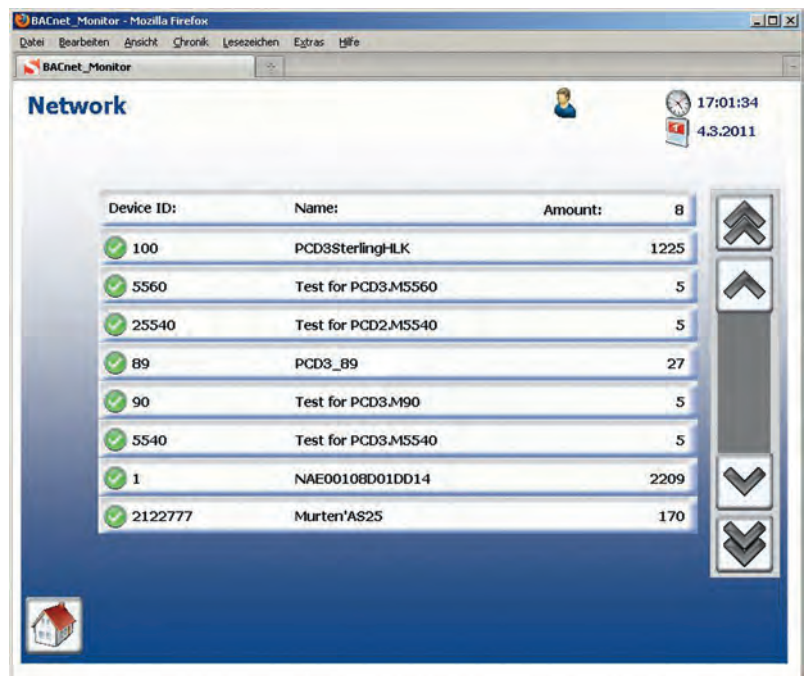 BACnet_Monitor - Mozilla Firefox
Datei Bearbeiten Ansicht Chronik Lesezeichen Extras Hilfe
BACnet_Monitor
Network
17:01:34
1
4.3.2011
Device ID: Name: Amount: 8
100 PCD3SterlingHLK 1225
5560 Test for PCD3.M5560 5
25540 Test for PCD2.M5540 5
89 PCD3_89 27
90 Test for PCD3.M90 5
5540 Test for PCD3.M5540 5
1 NAE00108D01DD14 2209
2122777 Murten'AS25 170